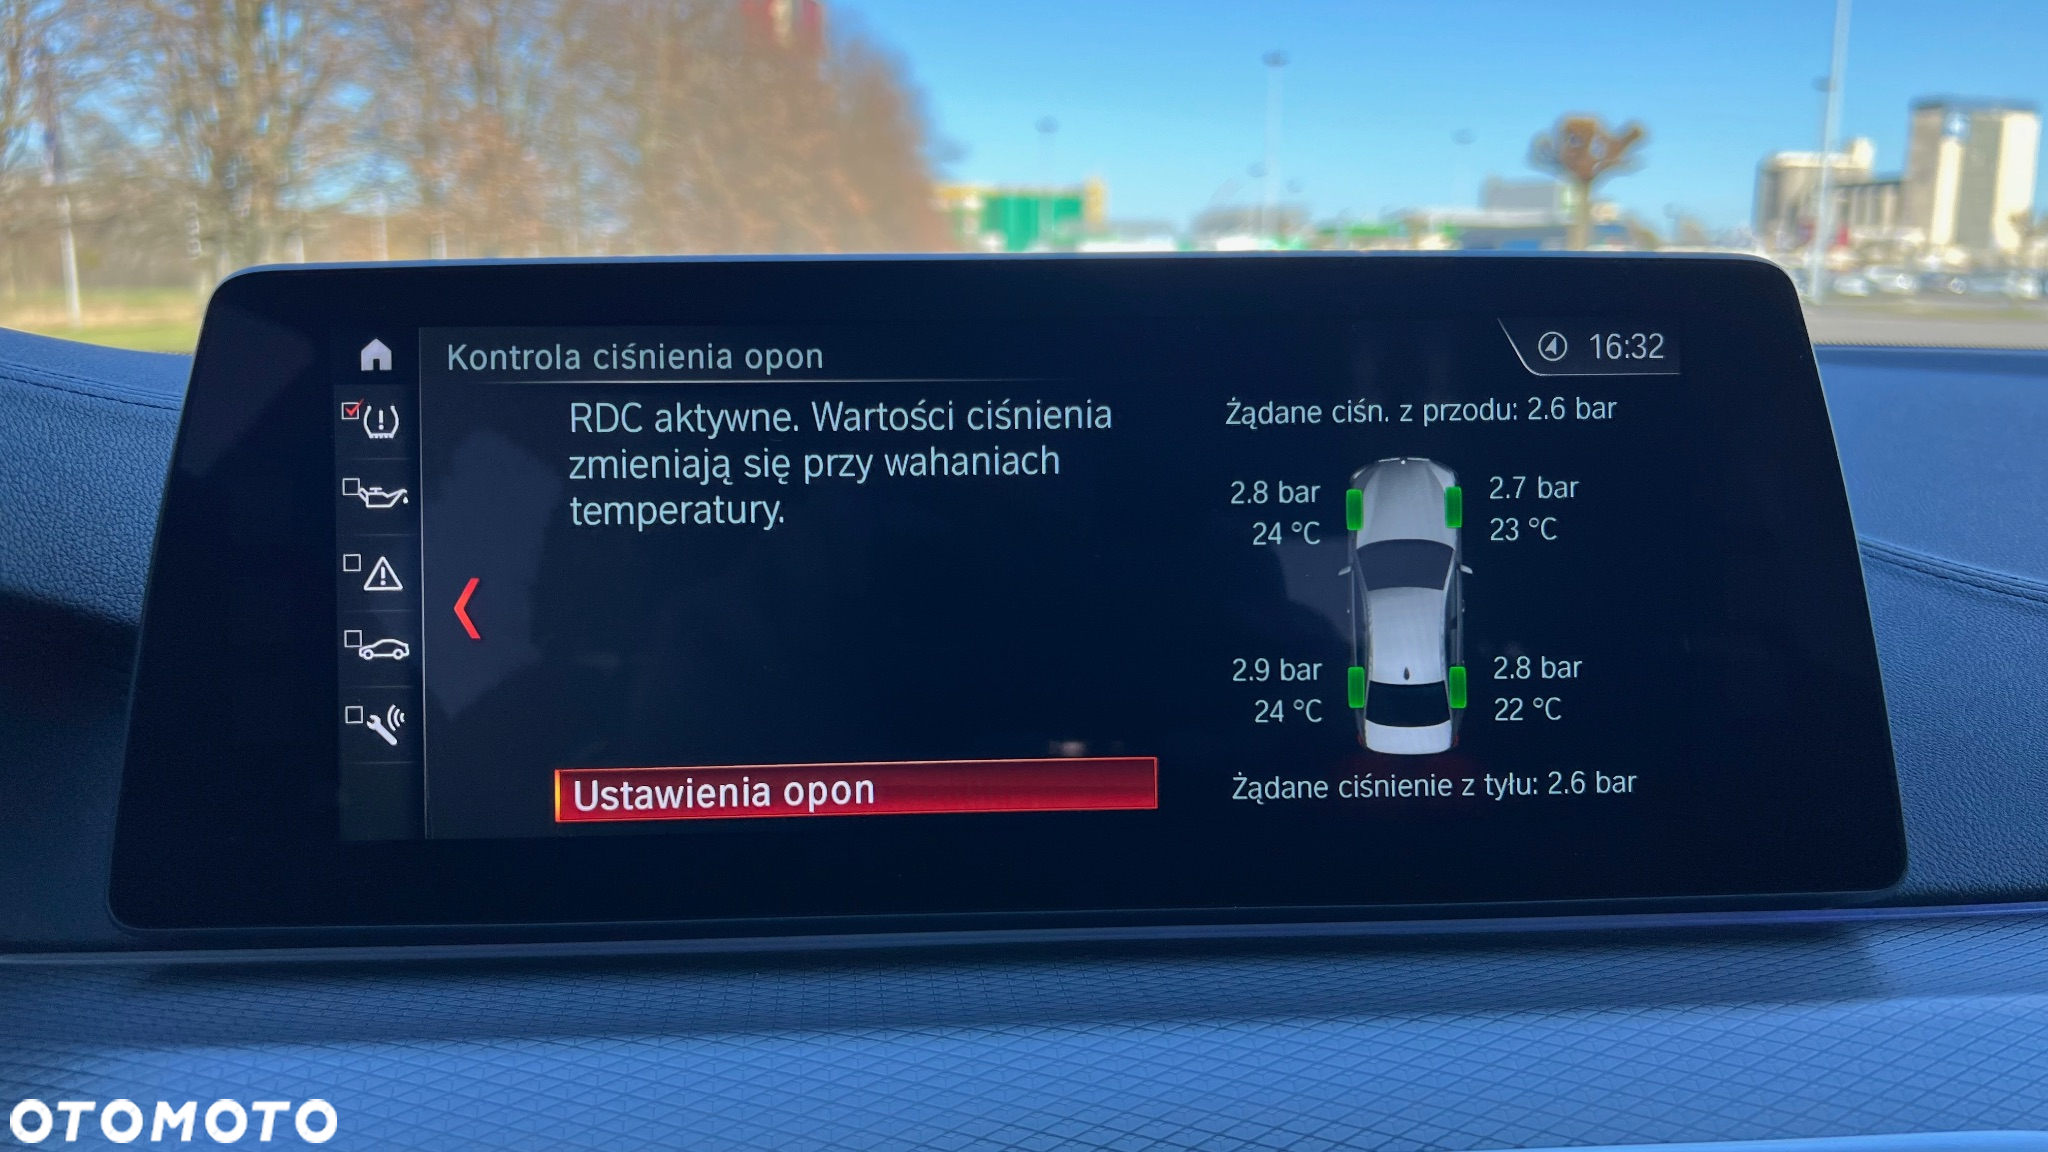 Kontrola ciśnienia opon
16:32
RDC aktywne. Wartości ciśnienia
zmieniają się przy wahaniach
temperatury.
Żądane ciśn. z przodu: 2.6 bar
2.8 bar
24 °C
2.7 bar
23 °C
2.9 bar
24 °C
2.8 bar
22 °C
Żądane ciśnienie z tyłu: 2.6 bar
Ustawienia opon
OTOMOTO